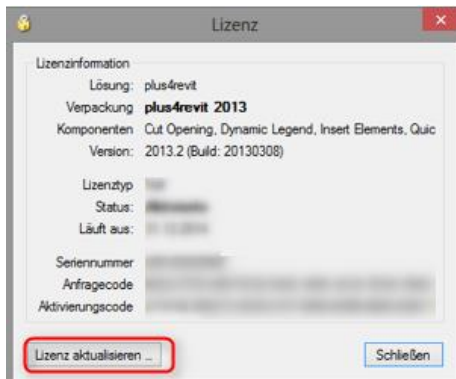 Lizenz
Lizenzinformation
Lösung: plus4revit
Verpackung plus4revit 2013
Komponenten Cut Opening, Dynamic Legend, Insert Elements, Quic
Version: 2013.2 (Build: 20130308)
Lizenztyp
Status:
Läuft aus:
Seriennummer
Anfragecode
Aktivierungscode
Lizenz aktualisieren ...
Schließen